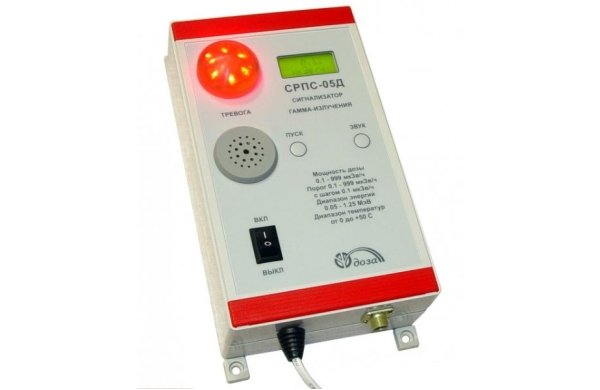 СРПС-05Д
СИГНАЛИЗАТОР
ГАММА-ИЗЛУЧЕНИЯ
ТРЕВОГА
ПУСК
ЗВУК
Мощность дозы
0.1 - 999 мкЗв/ч
Порог 0.1 - 999 мкЗв/ч
с шагом 0.1 мкЗв/ч
Диапазон энергий
0.05 - 1.25 МэВ
Диапазон температур
от 0 до +50 С
ВКЛ
ВЫКЛ
доза